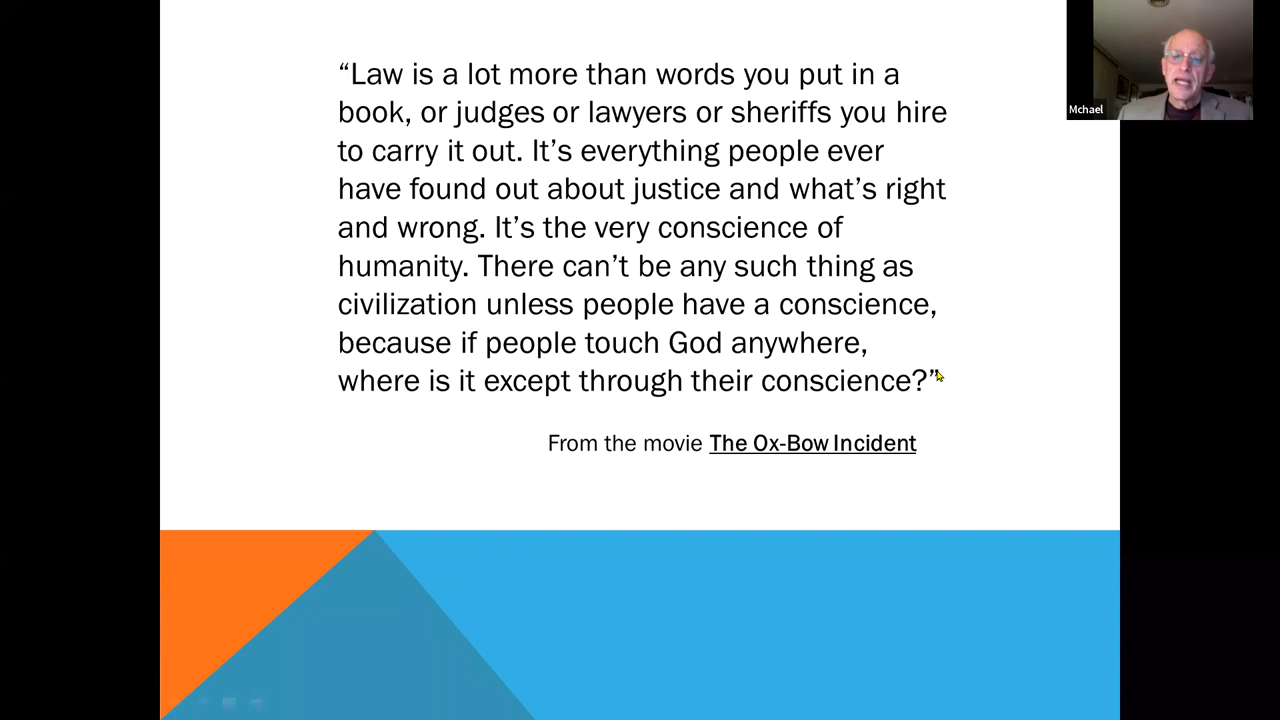 “Law is a lot more than words you put in a
book, or judges or lawyers or sheriffs you hire
to carry it out. It’s everything people ever
have found out about justice and what’s right
and wrong. It’s the very conscience of
humanity. There can’t be any such thing as
civilization unless people have a conscience,
because if people touch God anywhere,
where is it except through their conscience?”
From the movie The Ox-Bow Incident
Mchael